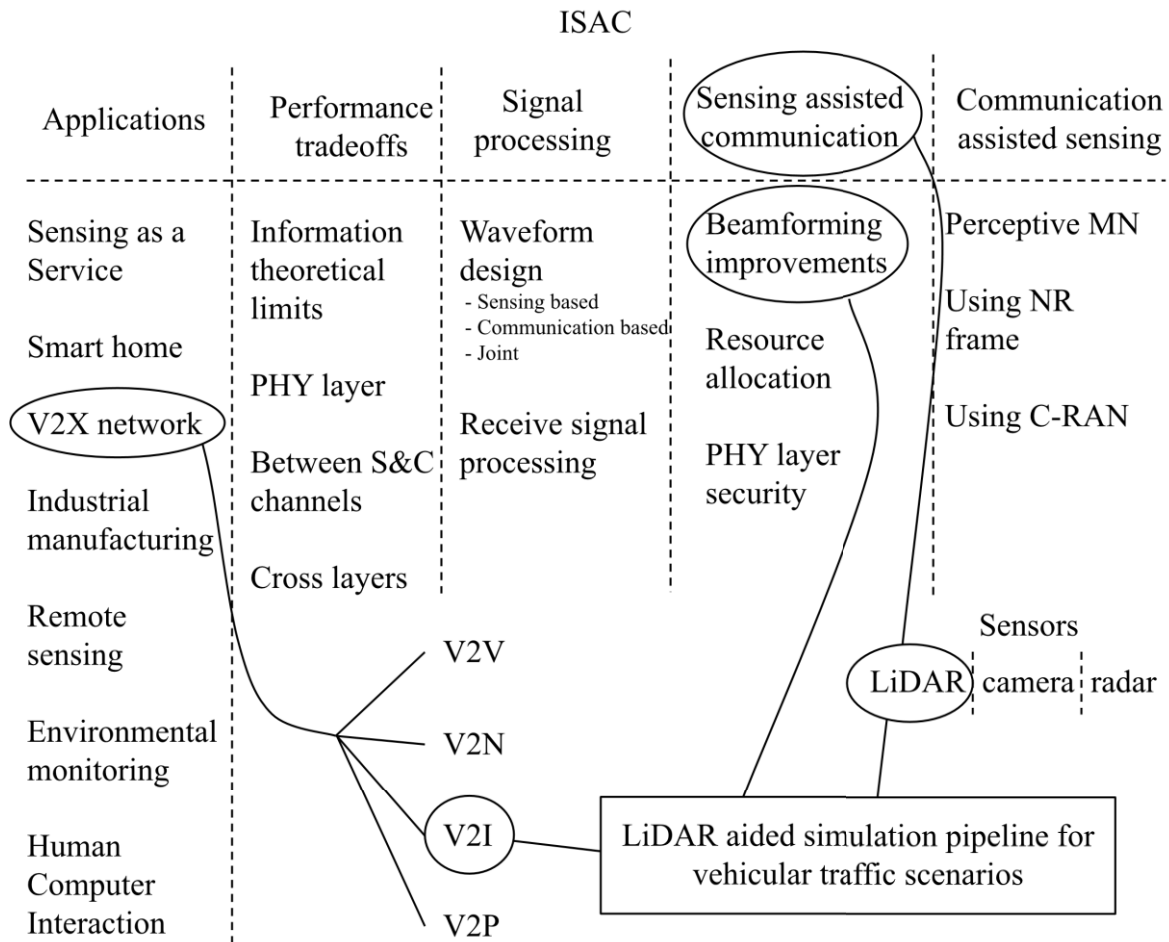 ISAC
Applications
Performance
tradeoffs
Signal
processing
Sensing assisted
communication
Communication
assisted sensing
Sensing as a
Service
Smart home
V2X network
Industrial
manufacturing
Remote
sensing
Environmental
monitoring
Human
Computer
Interaction
Information
theoretical
limits
PHY layer
Between S&C
channels
Cross layers
Waveform
design
- Sensing based
- Communication based
- Joint
Receive signal
processing
Beamforming
improvements
Resource
allocation
PHY layer
security
Perceptive MN
Using NR
frame
Using C-RAN
Sensors
LiDAR camera radar
V2V
V2N
V2I
V2P
LiDAR aided simulation pipeline for
vehicular traffic scenarios